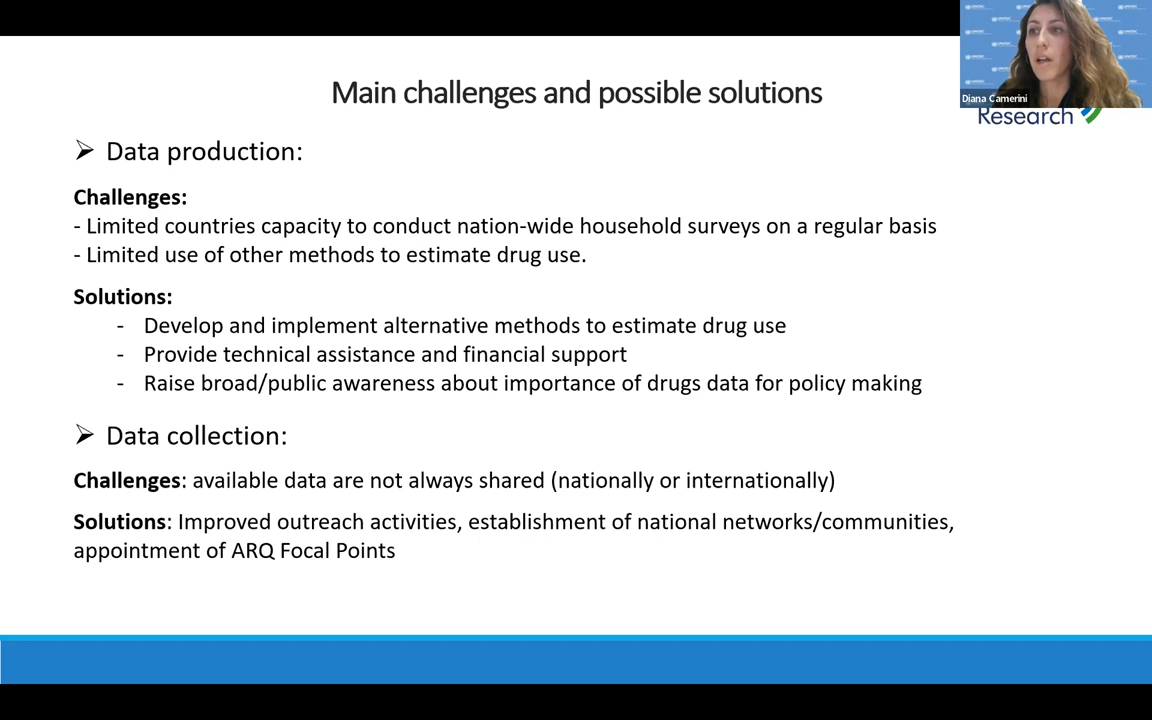 Main challenges and possible solutions
Diana Camerini
Research
➢ Data production:
Challenges:
- Limited countries capacity to conduct nation-wide household surveys on a regular basis
- Limited use of other methods to estimate drug use.
Solutions:
- Develop and implement alternative methods to estimate drug use
- Provide technical assistance and financial support
- Raise broad/public awareness about importance of drugs data for policy making
➢ Data collection:
Challenges: available data are not always shared (nationally or internationally)
Solutions: Improved outreach activities, establishment of national networks/communities,
appointment of ARQ Focal Points